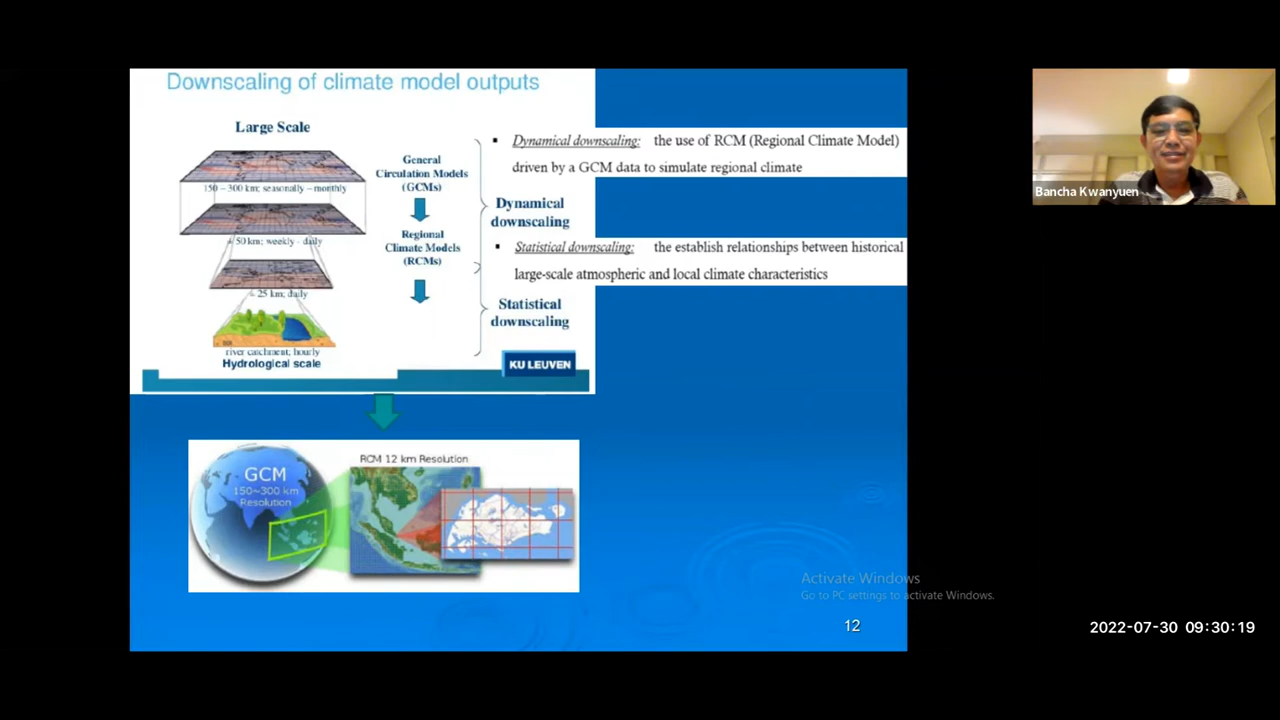 Downscaling of climate model outputs
Large Scale
150 – 300 km; seasonally – monthly
50 km; weekly - daily
25 km; daily
river catchment; hourly
Hydrological scale
General
Circulation Models
(GCMs)
Regional
Climate Models
(RCMs)
Dynamical
downscaling
Statistical
downscaling
KU LEUVEN
▪ Dynamical downscaling: the use of RCM (Regional Climate Model)
driven by a GCM data to simulate regional climate
▪ Statistical downscaling: the establish relationships between historical
large-scale atmospheric and local climate characteristics
GCM
150~300 km
Resolution
RCM 12 km Resolution
Activate Windows
Go to PC settings to activate Windows.
12
Bancha Kwanyuen
2022-07-30 09:30:19